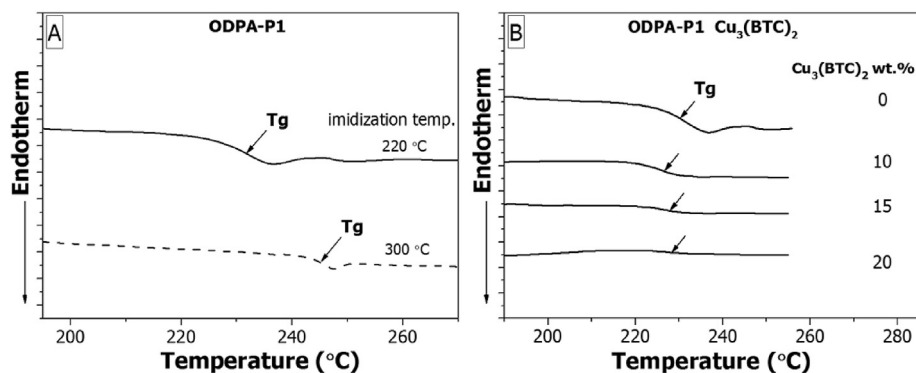 A
ODPA-P1
Endotherm
Tg
imidization temp.
220 °C
Tg
300 °C
200 220 240 260
Temperature (°C)
B
ODPA-P1 Cu₃(BTC)₂
Cu₃(BTC)₂ wt.%
Endotherm
Tg
0
10
15
20
200 220 240 260 280
Temperature (°C)